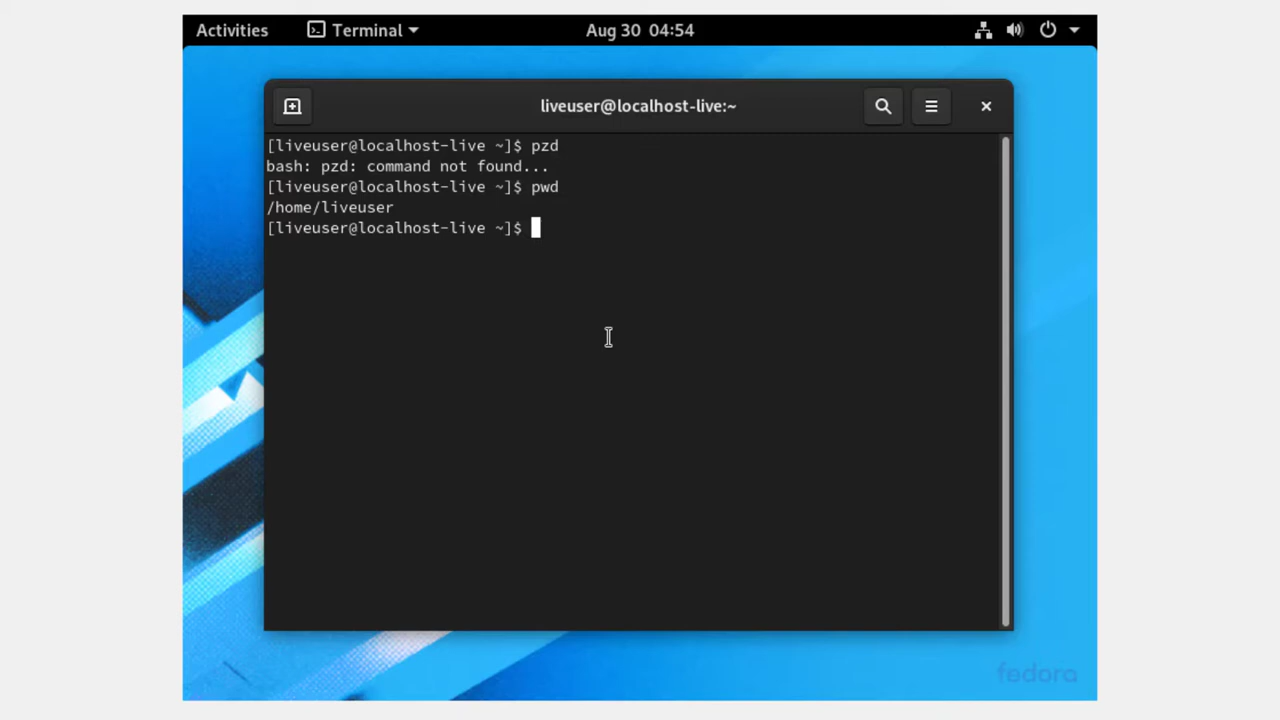 Activities Terminal Aug 30 04:54
liveuser@localhost-live:~
[liveuser@localhost-live ~]$ pzd
bash: pzd: command not found...
[liveuser@localhost-live ~]$ pwd
/home/liveuser
[liveuser@localhost-live ~]$
fedora